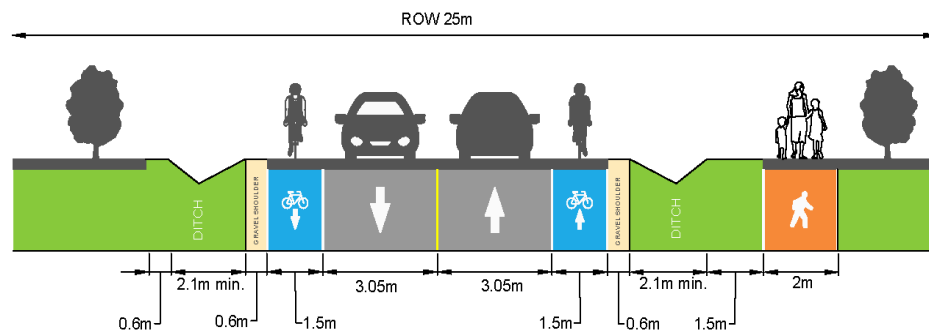 ROW 25m
DITCH
GRAVEL SHOULDER
GRAVEL SHOULDER
DITCH
2.1m min.
3.05m
3.05m
2.1m min.
2m
0.6m
0.6m
1.5m
1.5m
0.6m
1.5m